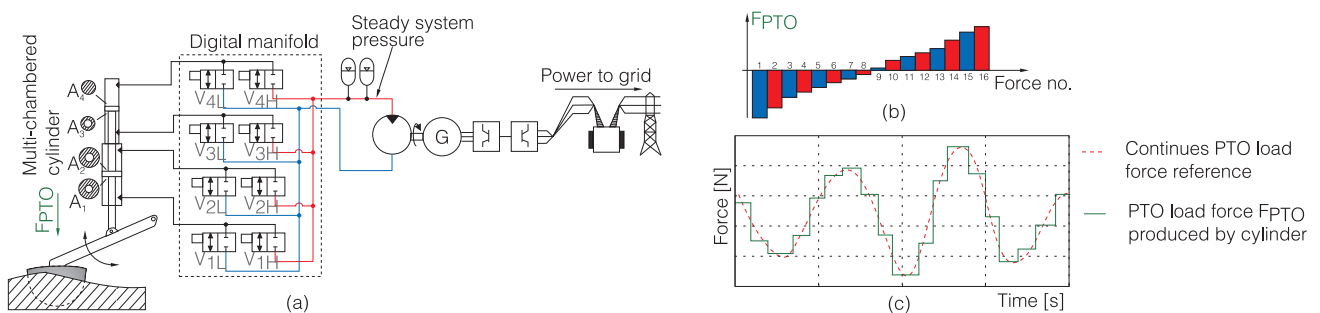 Steady system
pressure
Digital manifold
Power to grid
Multi-chambered
cylinder
A4
A3
A2
A1
FPTO
V4L
V4H
V3L
V3H
V2L
V2H
V1L
V1H
G
(a)
FPTO
1 2 3 4 5 6 7 8
9 10 11 12 13 14 15 16
Force no.
(b)
Force [N]
Time [s]
(c)
Continues PTO load
force reference
PTO load force FPTO
produced by cylinder